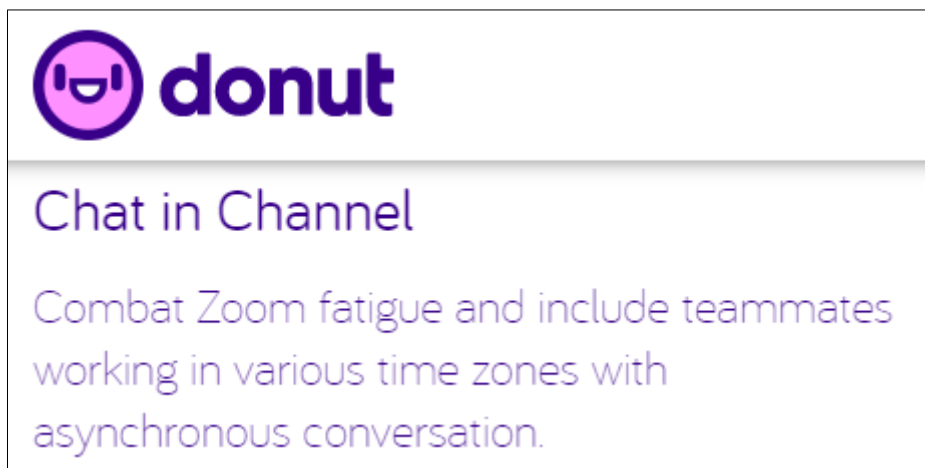 donut
Chat in Channel
Combat Zoom fatigue and include teammates
working in various time zones with
asynchronous conversation.